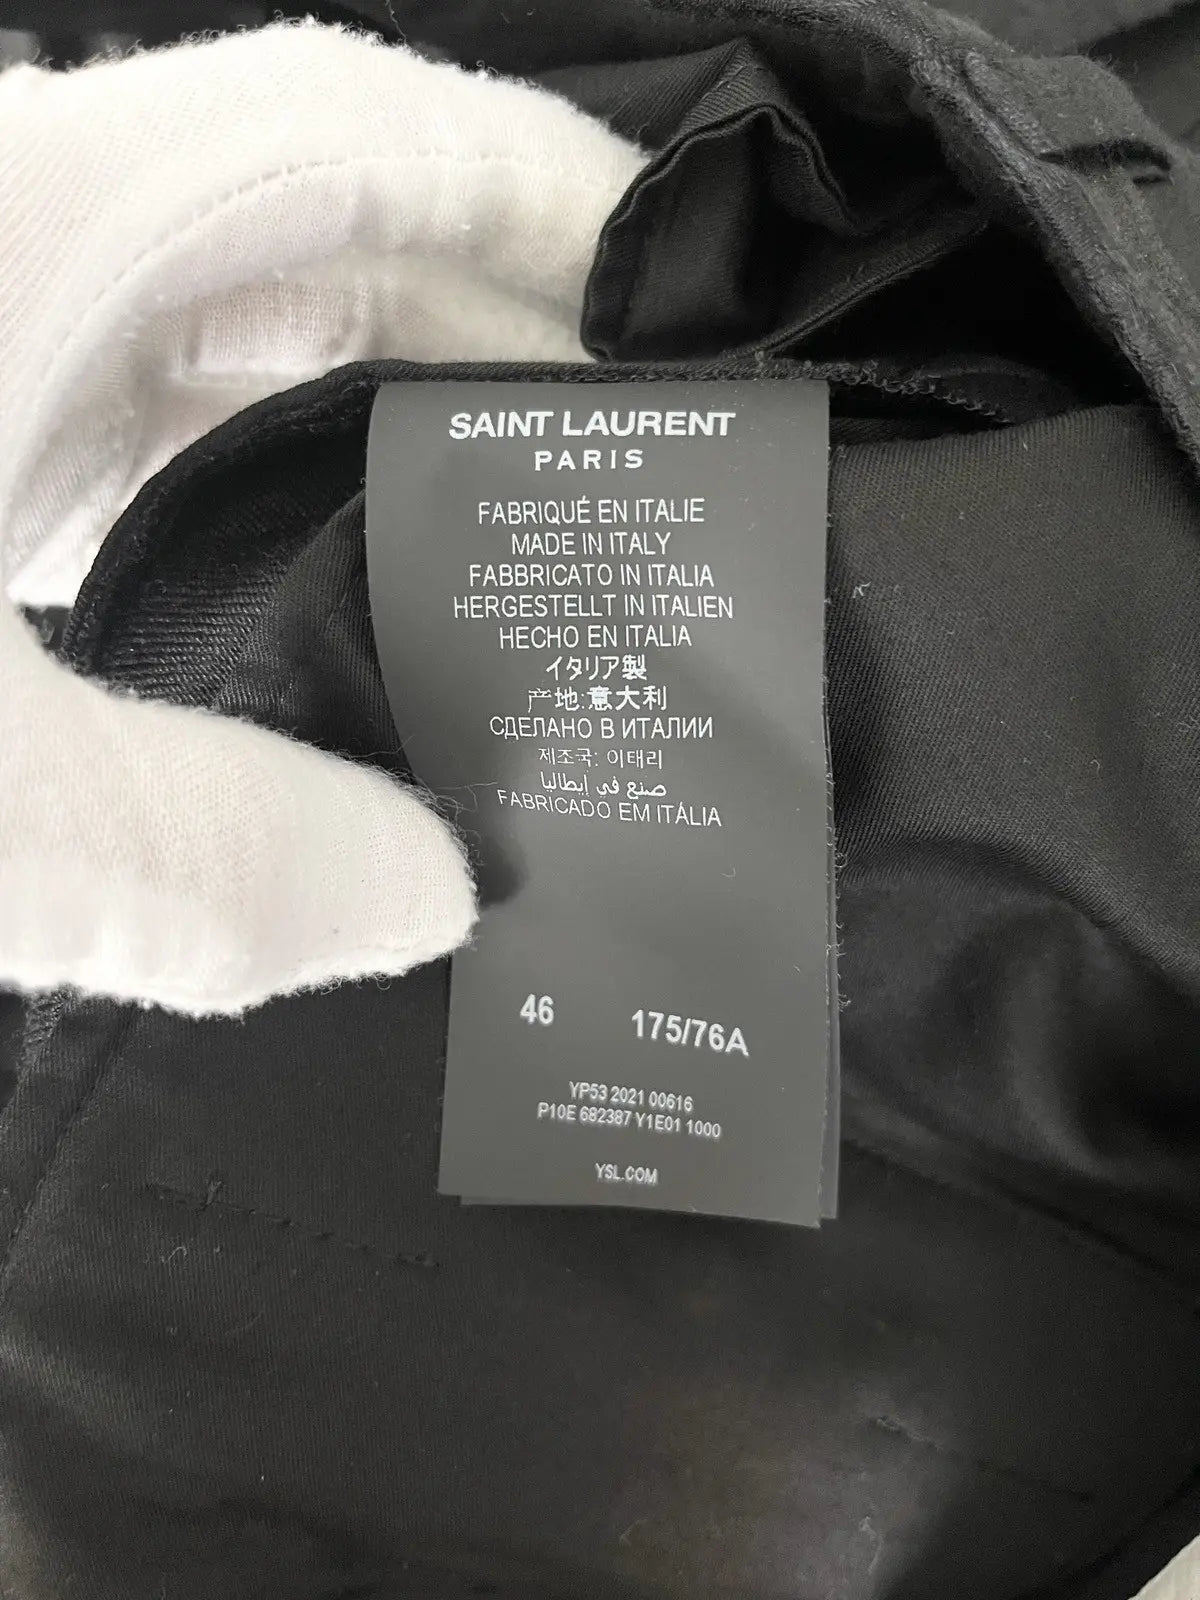 SAINT LAURENT
PARIS
FABRIQUÉ EN ITALIE
MADE IN ITALY
FABBRICATO IN ITALIA
HERGESTELLT IN ITALIEN
HECHO EN ITALIA
イタリア製
产地:意大利
СДЕЛАНО В ИТАЛИИ
제조국: 이태리
صنع في إيطاليا
FABRICADO EM ITÁLIA
46 175/76A
YP53 2021 00616
P10E 682387 Y1E01 1000
YSL.COM